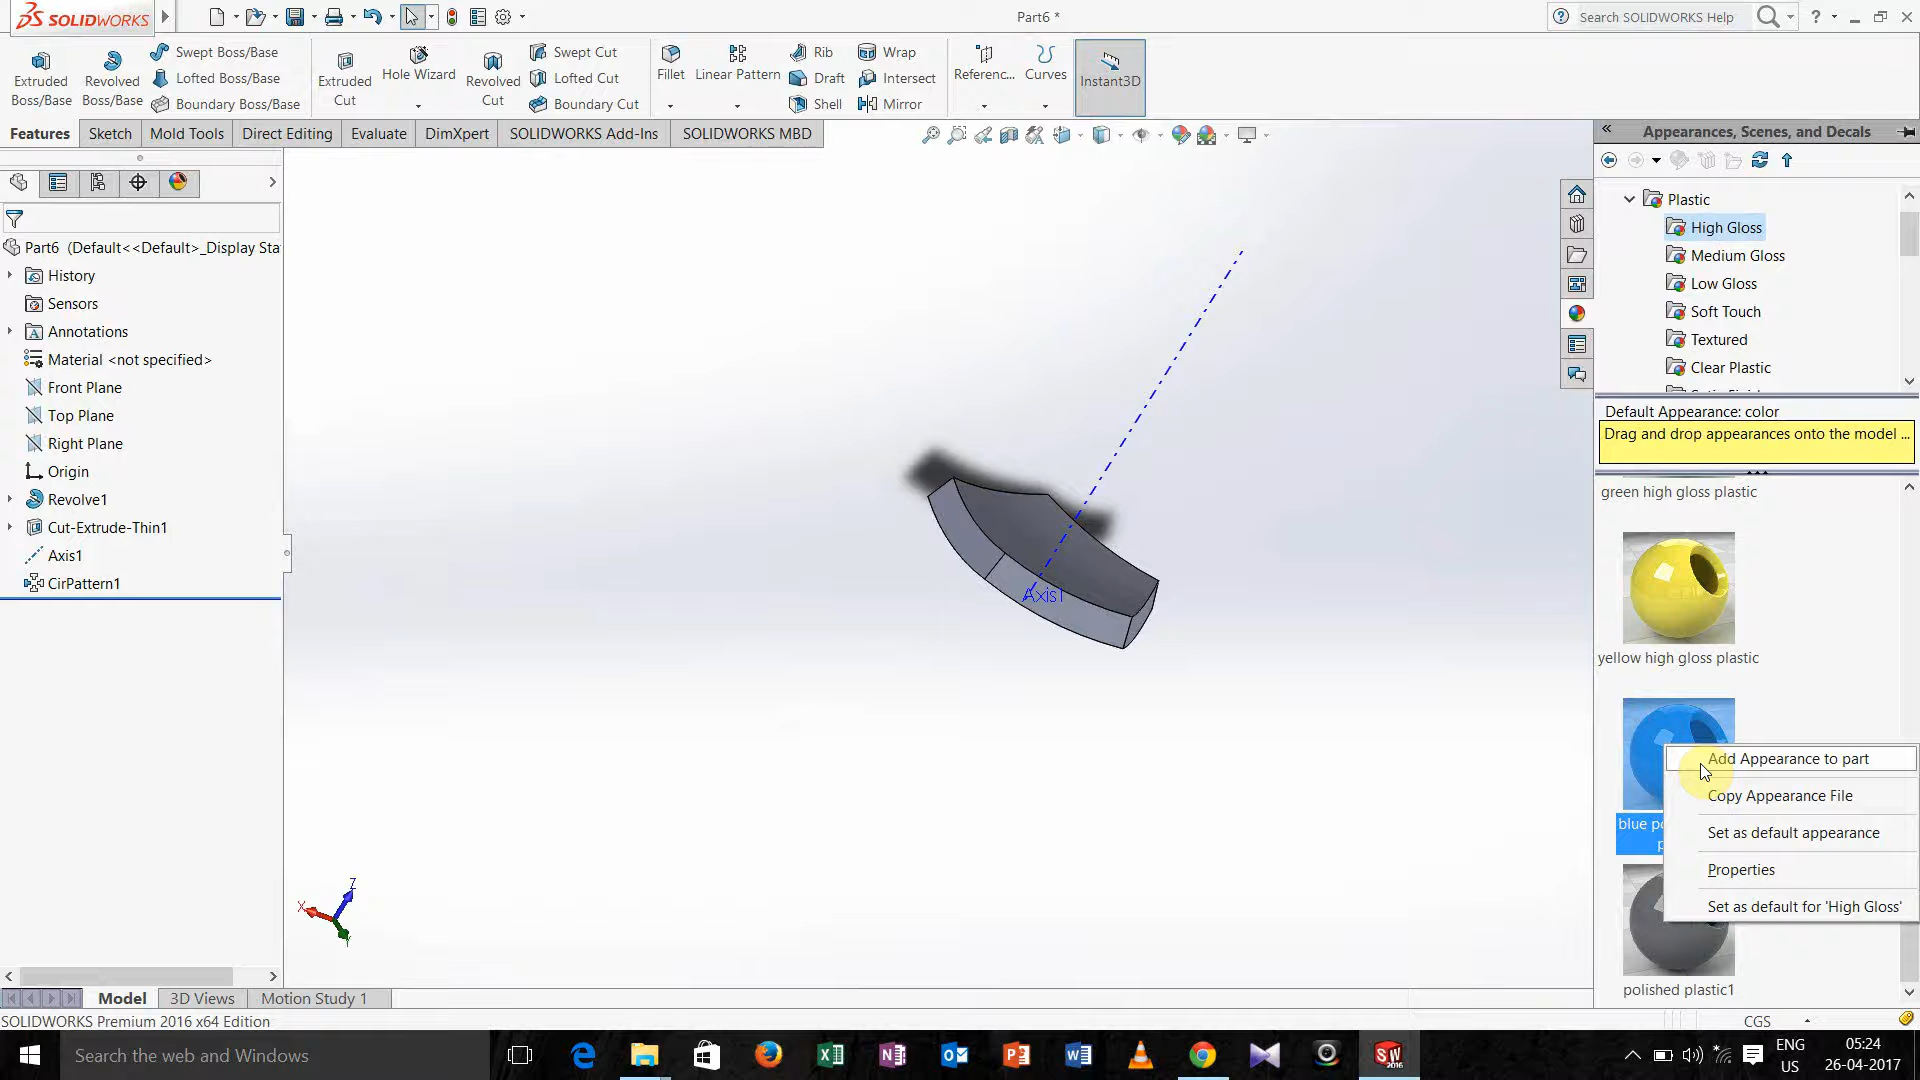 SOLIDWORKS
Part6 *
Search SOLIDWORKS Help
Extruded Boss/Base
Revolved Boss/Base
Swept Boss/Base
Lofted Boss/Base
Boundary Boss/Base
Extruded Cut
Hole Wizard
Revolved Cut
Swept Cut
Lofted Cut
Boundary Cut
Fillet
Linear Pattern
Rib
Draft
Shell
Wrap
Intersect
Mirror
Referenc...
Curves
Instant3D
Features
Sketch
Mold Tools
Direct Editing
Evaluate
DimXpert
SOLIDWORKS Add-Ins
SOLIDWORKS MBD
Part6 (Default<<Default>_Display Sta
History
Sensors
Annotations
Material <not specified>
Front Plane
Top Plane
Right Plane
Origin
Revolve1
Cut-Extrude-Thin1
Axis1
CirPattern1
Axis1
Z
X
Y
Appearances, Scenes, and Decals
Plastic
High Gloss
Medium Gloss
Low Gloss
Soft Touch
Textured
Clear Plastic
Default Appearance: color
Drag and drop appearances onto the model ...
green high gloss plastic
yellow high gloss plastic
blue po
p
Add Appearance to part
Copy Appearance File
Set as default appearance
Properties
Set as default for 'High Gloss'
polished plastic1
Model
3D Views
Motion Study 1
SOLIDWORKS Premium 2016 x64 Edition
CGS
Search the web and Windows
SW
2016
ENG
US
05:24
26-04-2017